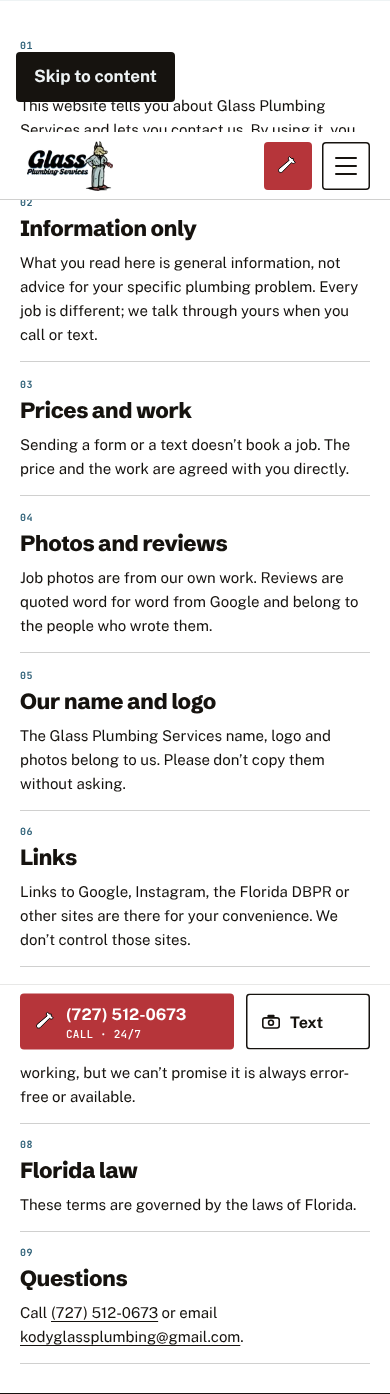 01
Skip to content
This website tells you about Glass Plumbing
Services and lets you contact us. By using it, you
Glass
Plumbing Services
02
Information only
What you read here is general information, not
advice for your specific plumbing problem. Every
job is different; we talk through yours when you
call or text.
03
Prices and work
Sending a form or a text doesn’t book a job. The
price and the work are agreed with you directly.
04
Photos and reviews
Job photos are from our own work. Reviews are
quoted word for word from Google and belong to
the people who wrote them.
05
Our name and logo
The Glass Plumbing Services name, logo and
photos belong to us. Please don’t copy them
without asking.
06
Links
Links to Google, Instagram, the Florida DBPR or
other sites are there for your convenience. We
don’t control those sites.
(727) 512-0673
CALL · 24/7
Text
working, but we can’t promise it is always error-
free or available.
08
Florida law
These terms are governed by the laws of Florida.
09
Questions
Call (727) 512-0673 or email
kodyglassplumbing@gmail.com.